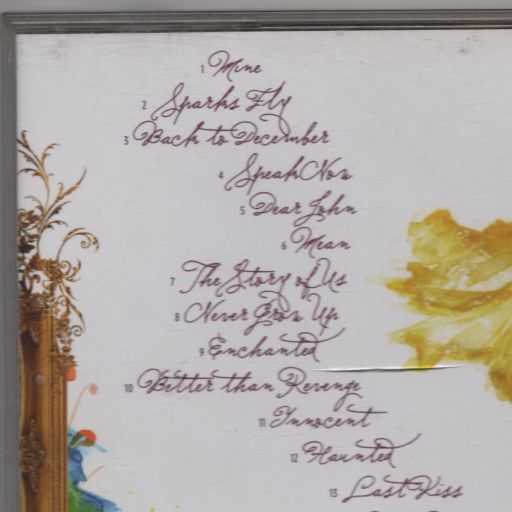 1 Mine
2 Sparks Fly
3 Back to December
4 Speak Now
5 Dear John
6 Mean
7 The Story of Us
8 Never Grow Up
9 Enchanted
10 Better than Revenge
11 Innocent
12 Haunted
13 Last Kiss